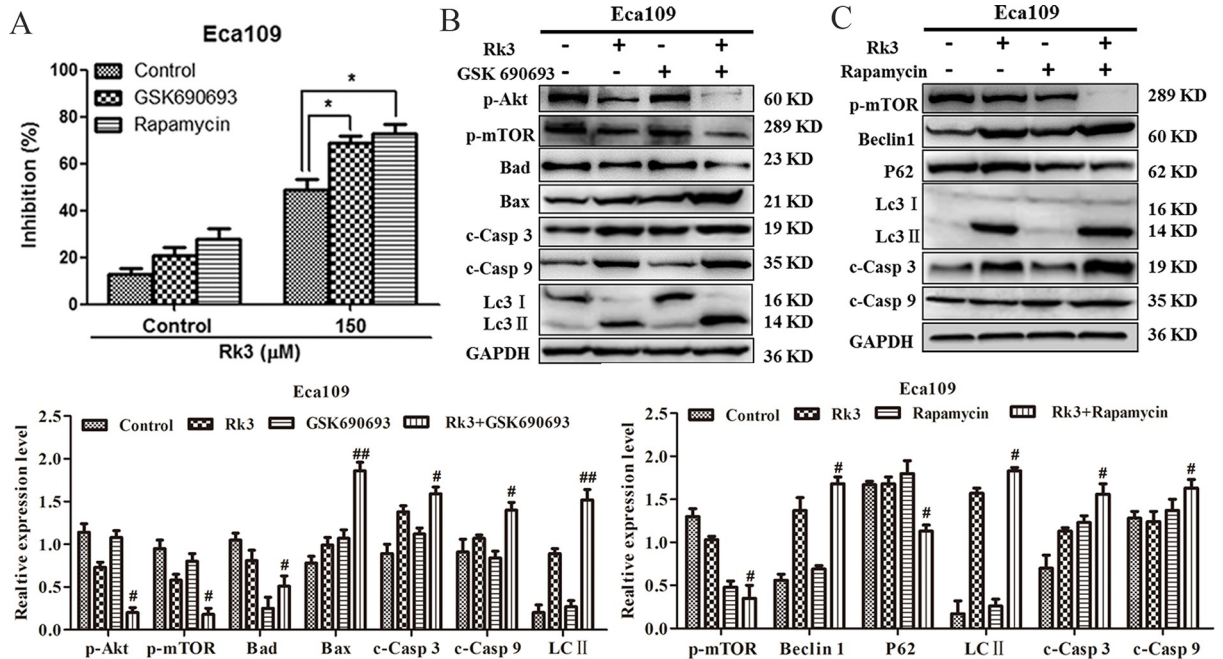 A
Eca109
Control
GSK690693
Rapamycin
Inhibition (%)
100
80
60
40
20
0
*
*
Control 150
Rk3 (μM)
B
Eca109
Rk3 - + - +
GSK 690693 - - + +
p-Akt 60 KD
p-mTOR 289 KD
Bad 23 KD
Bax 21 KD
c-Casp 3 19 KD
c-Casp 9 35 KD
Lc3 Ⅰ 16 KD
Lc3 Ⅱ 14 KD
GAPDH 36 KD
C
Eca109
Rk3 - + - +
Rapamycin - - + +
p-mTOR 289 KD
Beclin1 60 KD
P62 62 KD
Lc3 Ⅰ 16 KD
Lc3 Ⅱ 14 KD
c-Casp 3 19 KD
c-Casp 9 35 KD
GAPDH 36 KD
Eca109
Control Rk3 GSK690693 Rk3+GSK690693
Realtive expression level
2.5
2.0
1.5
1.0
0.5
0.0
# # # ## # # ##
p-Akt p-mTOR Bad Bax c-Casp 3 c-Casp 9 LC Ⅱ
Eca109
Control Rk3 Rapamycin Rk3+Rapamycin
Realtive expression level
2.5
2.0
1.5
1.0
0.5
0.0
# # # # # #
p-mTOR Beclin 1 P62 LC Ⅱ c-Casp 3 c-Casp 9